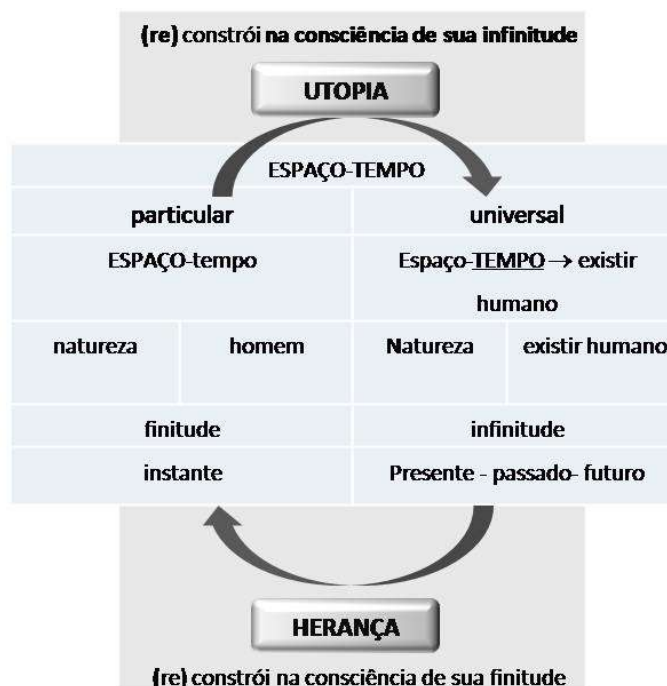 (re) constrói na consciência de sua infinitude
UTOPIA
ESPAÇO-TEMPO
particular
universal
ESPAÇO-tempo
Espaço-TEMPO → existir
humano
natureza
homem
Natureza
existir humano
finitude
infinitude
instante
Presente - passado- futuro
HERANÇA
(re) constrói na consciência de sua finitude